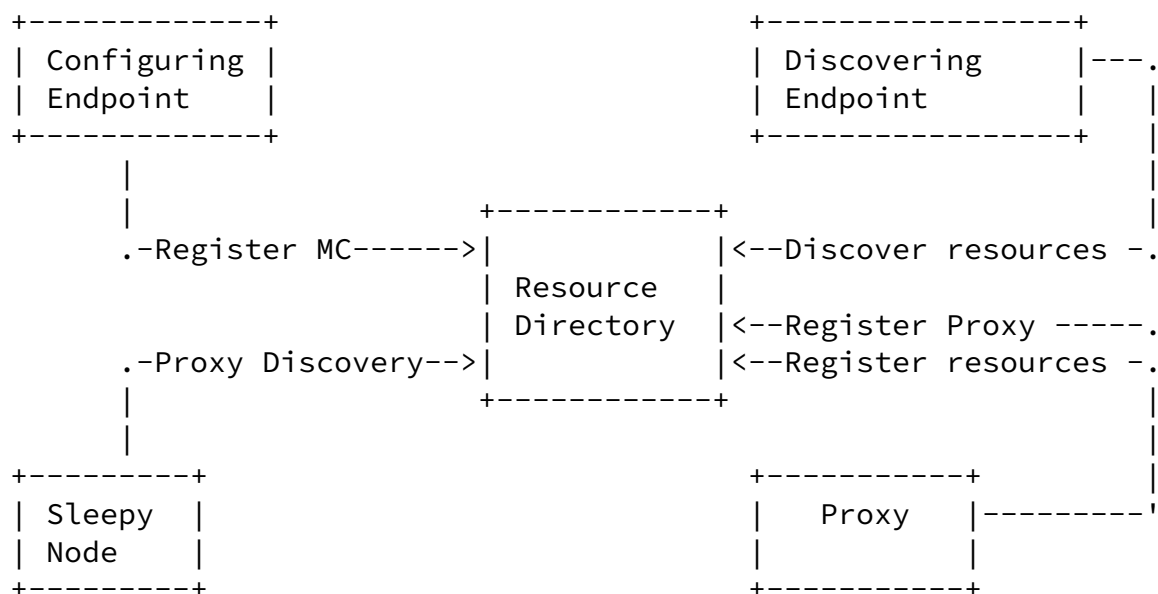 Configuring Discovering
Endpoint Endpoint
Register MC Discover resources
Resource
Directory Register Proxy
Proxy Discovery Register resources
Sleepy Proxy
Node